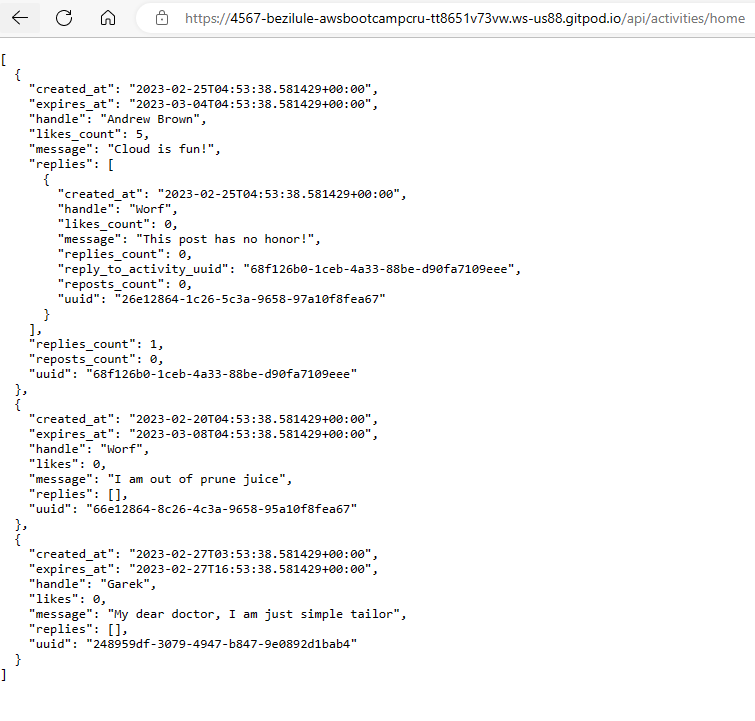 https://4567-bezilule-awsbootcampcru-tt8651v73vw.ws-us88.gitpod.io/api/activities/home
[
  {
    "created_at": "2023-02-25T04:53:38.581429+00:00",
    "expires_at": "2023-03-04T04:53:38.581429+00:00",
    "handle": "Andrew Brown",
    "likes_count": 5,
    "message": "Cloud is fun!",
    "replies": [
      {
        "created_at": "2023-02-25T04:53:38.581429+00:00",
        "handle": "Worf",
        "likes_count": 0,
        "message": "This post has no honor!",
        "replies_count": 0,
        "reply_to_activity_uuid": "68f126b0-1ceb-4a33-88be-d90fa7109eee",
        "reposts_count": 0,
        "uuid": "26e12864-1c26-5c3a-9658-97a10f8fea67"
      }
    ],
    "replies_count": 1,
    "reposts_count": 0,
    "uuid": "68f126b0-1ceb-4a33-88be-d90fa7109eee"
  },
  {
    "created_at": "2023-02-20T04:53:38.581429+00:00",
    "expires_at": "2023-03-08T04:53:38.581429+00:00",
    "handle": "Worf",
    "likes": 0,
    "message": "I am out of prune juice",
    "replies": [],
    "uuid": "66e12864-8c26-4c3a-9658-95a10f8fea67"
  },
  {
    "created_at": "2023-02-27T03:53:38.581429+00:00",
    "expires_at": "2023-02-27T16:53:38.581429+00:00",
    "handle": "Garek",
    "likes": 0,
    "message": "My dear doctor, I am just simple tailor",
    "replies": [],
    "uuid": "248959df-3079-4947-b847-9e0892d1bab4"
  }
]